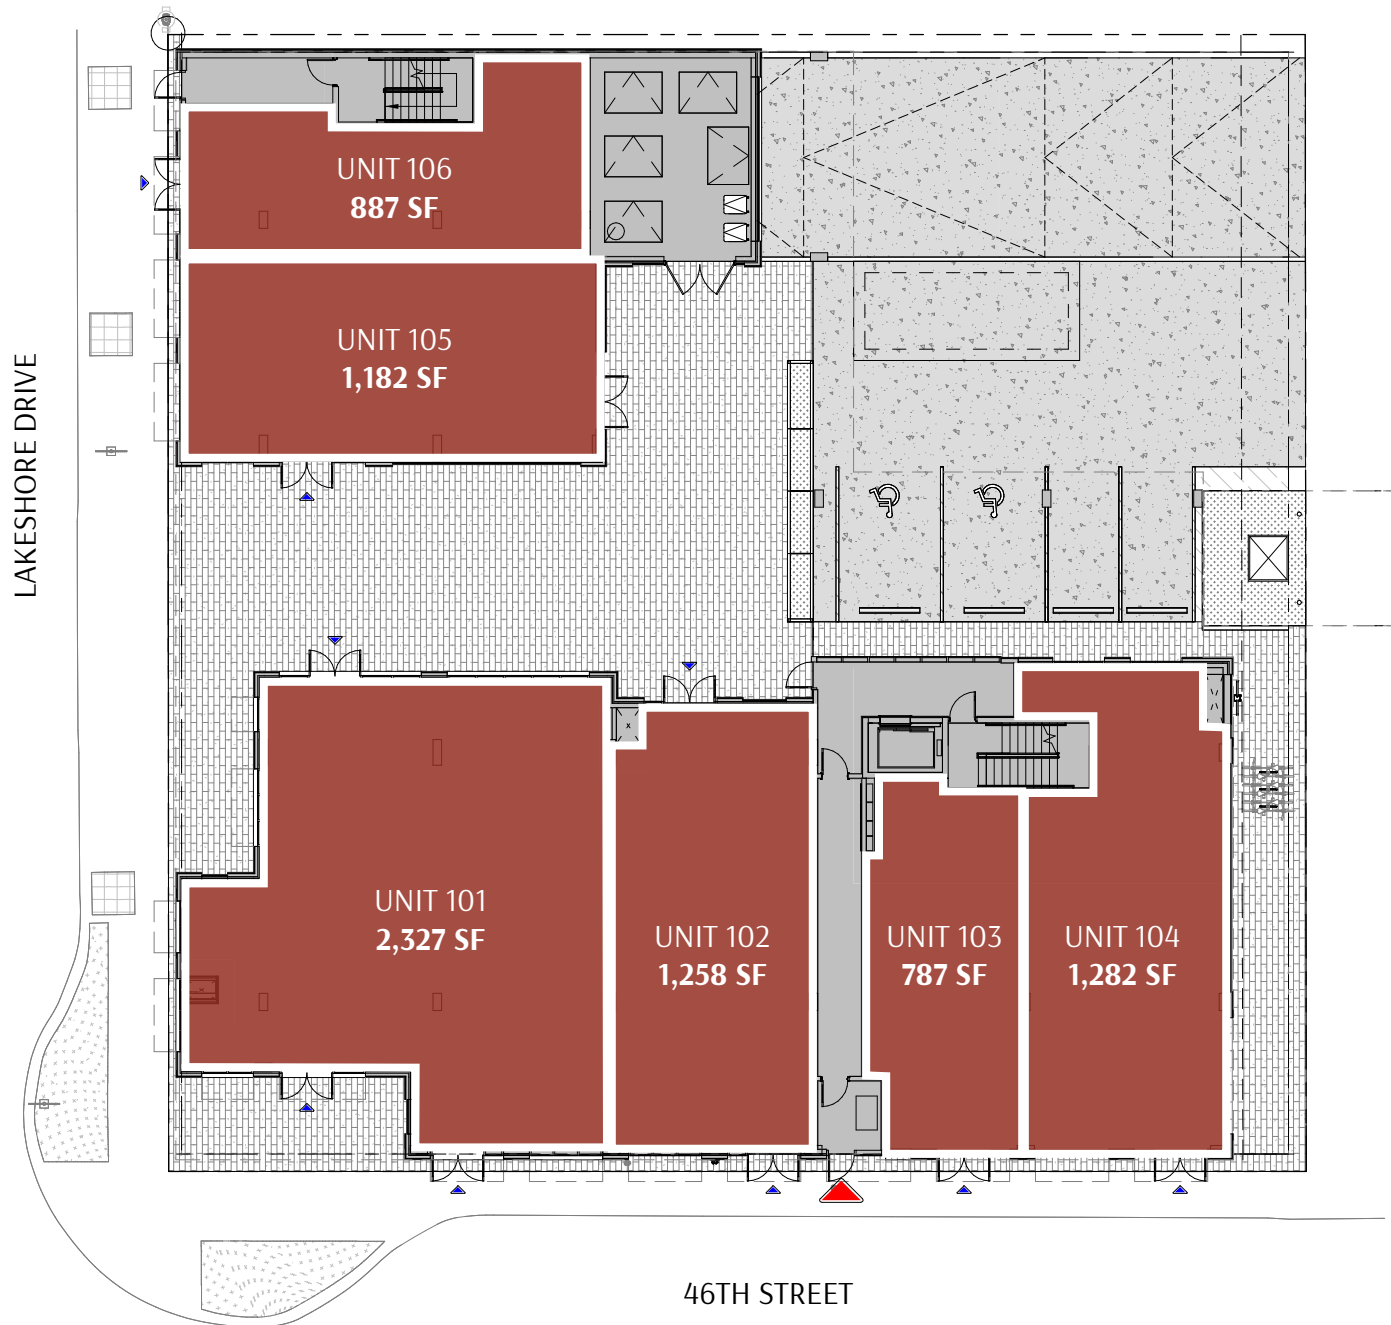 UNIT 106
887 SF
UNIT 105
1,182 SF
LAKESHORE DRIVE
UNIT 101
2,327 SF
UNIT 102
1,258 SF
UNIT 103
787 SF
UNIT 104
1,282 SF
46TH STREET